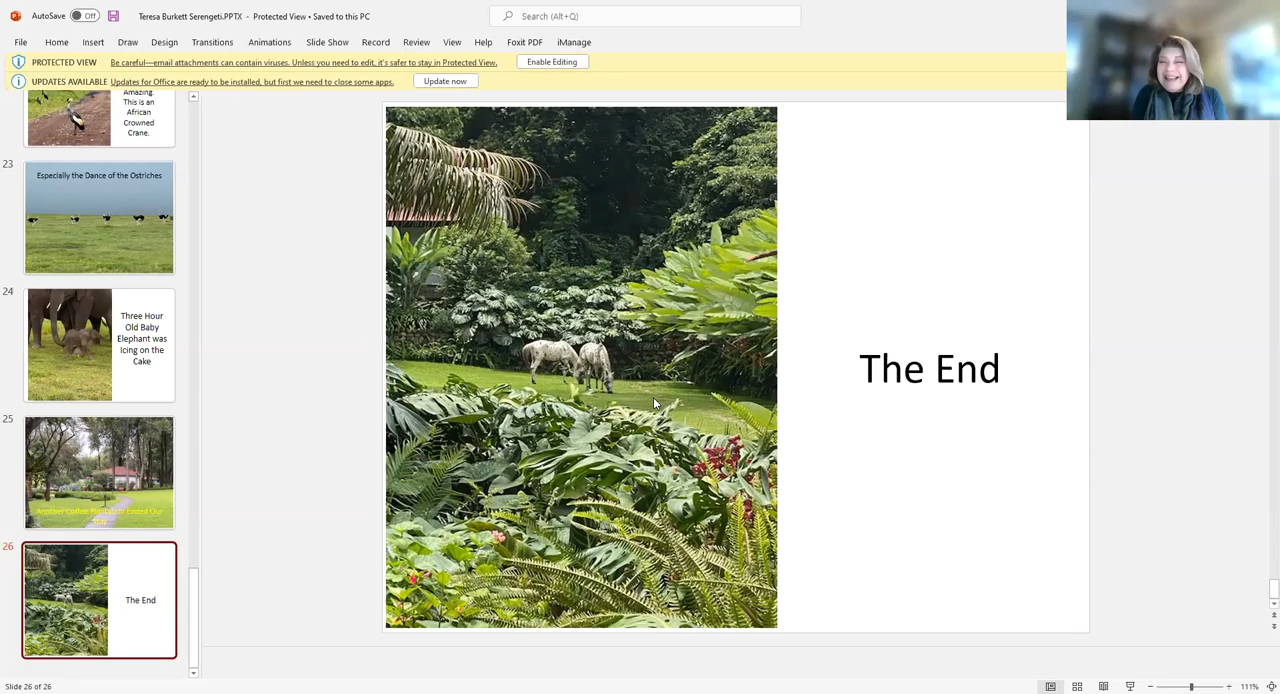 AutoSave Off Teresa Burkett Serengeti.PPTX - Protected View • Saved to this PC Search (Alt+Q)
File Home Insert Draw Design Transitions Animations Slide Show Record Review View Help Foxit PDF iManage
PROTECTED VIEW Be careful—email attachments can contain viruses. Unless you need to edit, it's safer to stay in Protected View. Enable Editing
UPDATES AVAILABLE Updates for Office are ready to be installed, but first we need to close some apps. Update now
Amazing.
This is an
African
Crowned
Crane.
23
Especially the Dance of the Ostriches
24
Three Hour
Old Baby
Elephant was
Icing on the
Cake
25
Another Coffee Plantation Ended Our
26
The End
The End
Slide 26 of 26
111%